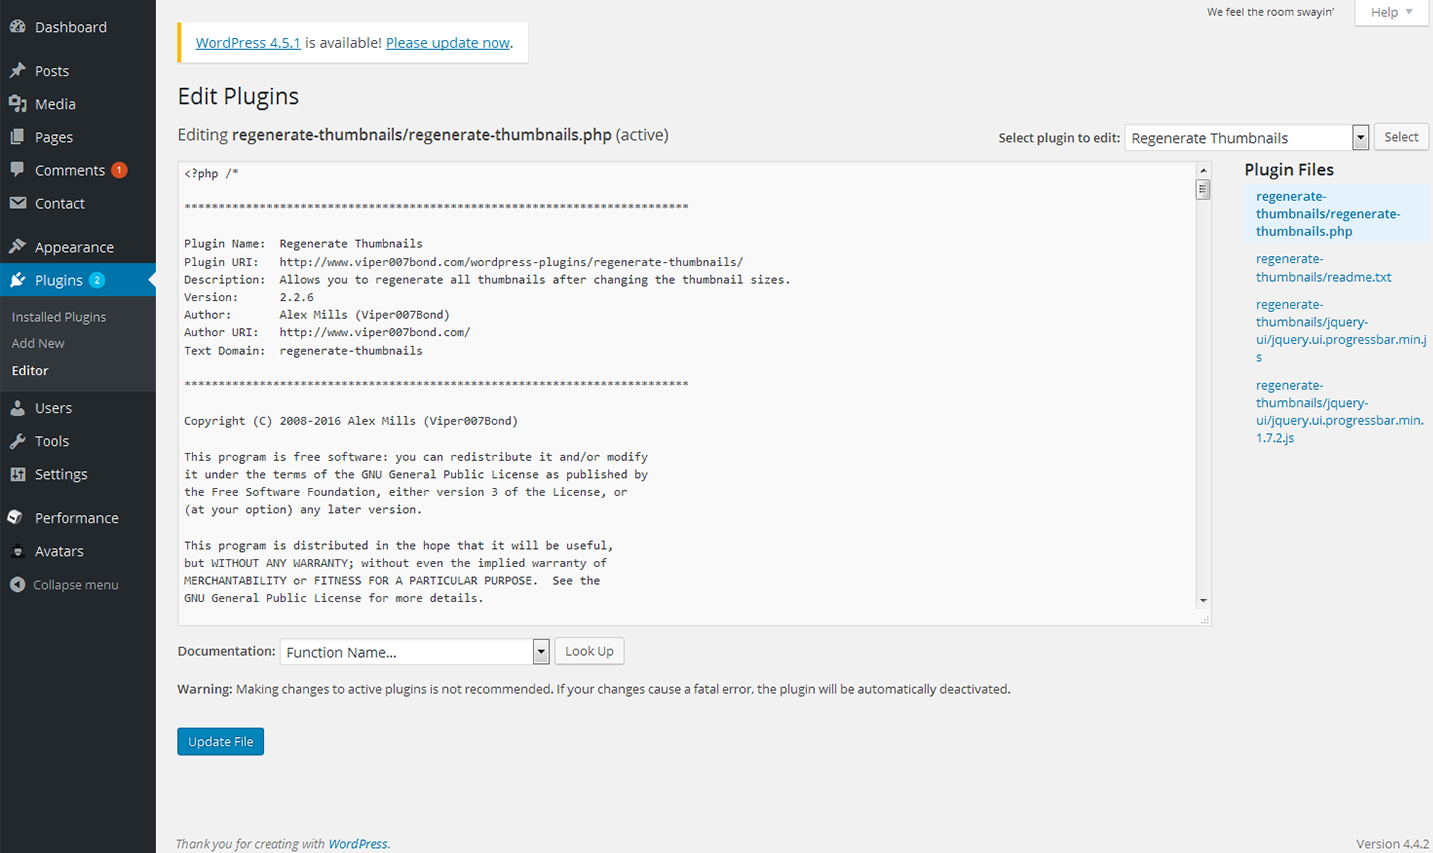 Dashboard
Posts
Media
Pages
Comments 1
Contact
Appearance
Plugins 2
Installed Plugins
Add New
Editor
Users
Tools
Settings
Performance
Avatars
Collapse menu
We feel the room swayin’
Help
WordPress 4.5.1 is available! Please update now.
Edit Plugins
Editing regenerate-thumbnails/regenerate-thumbnails.php (active)
Select plugin to edit: Regenerate Thumbnails Select
<?php /*
**************************************************************************
Plugin Name:  Regenerate Thumbnails
Plugin URI:   http://www.viper007bond.com/wordpress-plugins/regenerate-thumbnails/
Description:  Allows you to regenerate all thumbnails after changing the thumbnail sizes.
Version:      2.2.6
Author:       Alex Mills (Viper007Bond)
Author URI:   http://www.viper007bond.com/
Text Domain:  regenerate-thumbnails
**************************************************************************
Copyright (C) 2008-2016 Alex Mills (Viper007Bond)
This program is free software: you can redistribute it and/or modify
it under the terms of the GNU General Public License as published by
the Free Software Foundation, either version 3 of the License, or
(at your option) any later version.
This program is distributed in the hope that it will be useful,
but WITHOUT ANY WARRANTY; without even the implied warranty of
MERCHANTABILITY or FITNESS FOR A PARTICULAR PURPOSE.  See the
GNU General Public License for more details.
Plugin Files
regenerate-
thumbnails/regenerate-
thumbnails.php
regenerate-
thumbnails/readme.txt
regenerate-
thumbnails/jquery-
ui/jquery.ui.progressbar.min.j
s
regenerate-
thumbnails/jquery-
ui/jquery.ui.progressbar.min.
1.7.2.js
Documentation: Function Name... Look Up
Warning: Making changes to active plugins is not recommended. If your changes cause a fatal error, the plugin will be automatically deactivated.
Update File
Thank you for creating with WordPress.
Version 4.4.2